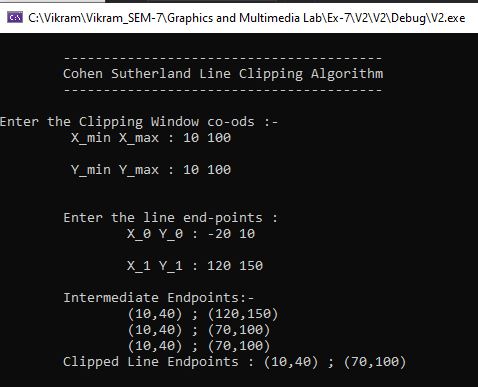 C:\Vikram\Vikram_SEM-7\Graphics and Multimedia Lab\Ex-7\V2\V2\Debug\V2.exe
----------------------------------------
Cohen Sutherland Line Clipping Algorithm
----------------------------------------
Enter the Clipping Window co-ods :-
X_min X_max : 10 100
Y_min Y_max : 10 100
Enter the line end-points :
X_0 Y_0 : -20 10
X_1 Y_1 : 120 150
Intermediate Endpoints:-
(10,40) ; (120,150)
(10,40) ; (70,100)
(10,40) ; (70,100)
Clipped Line Endpoints : (10,40) ; (70,100)